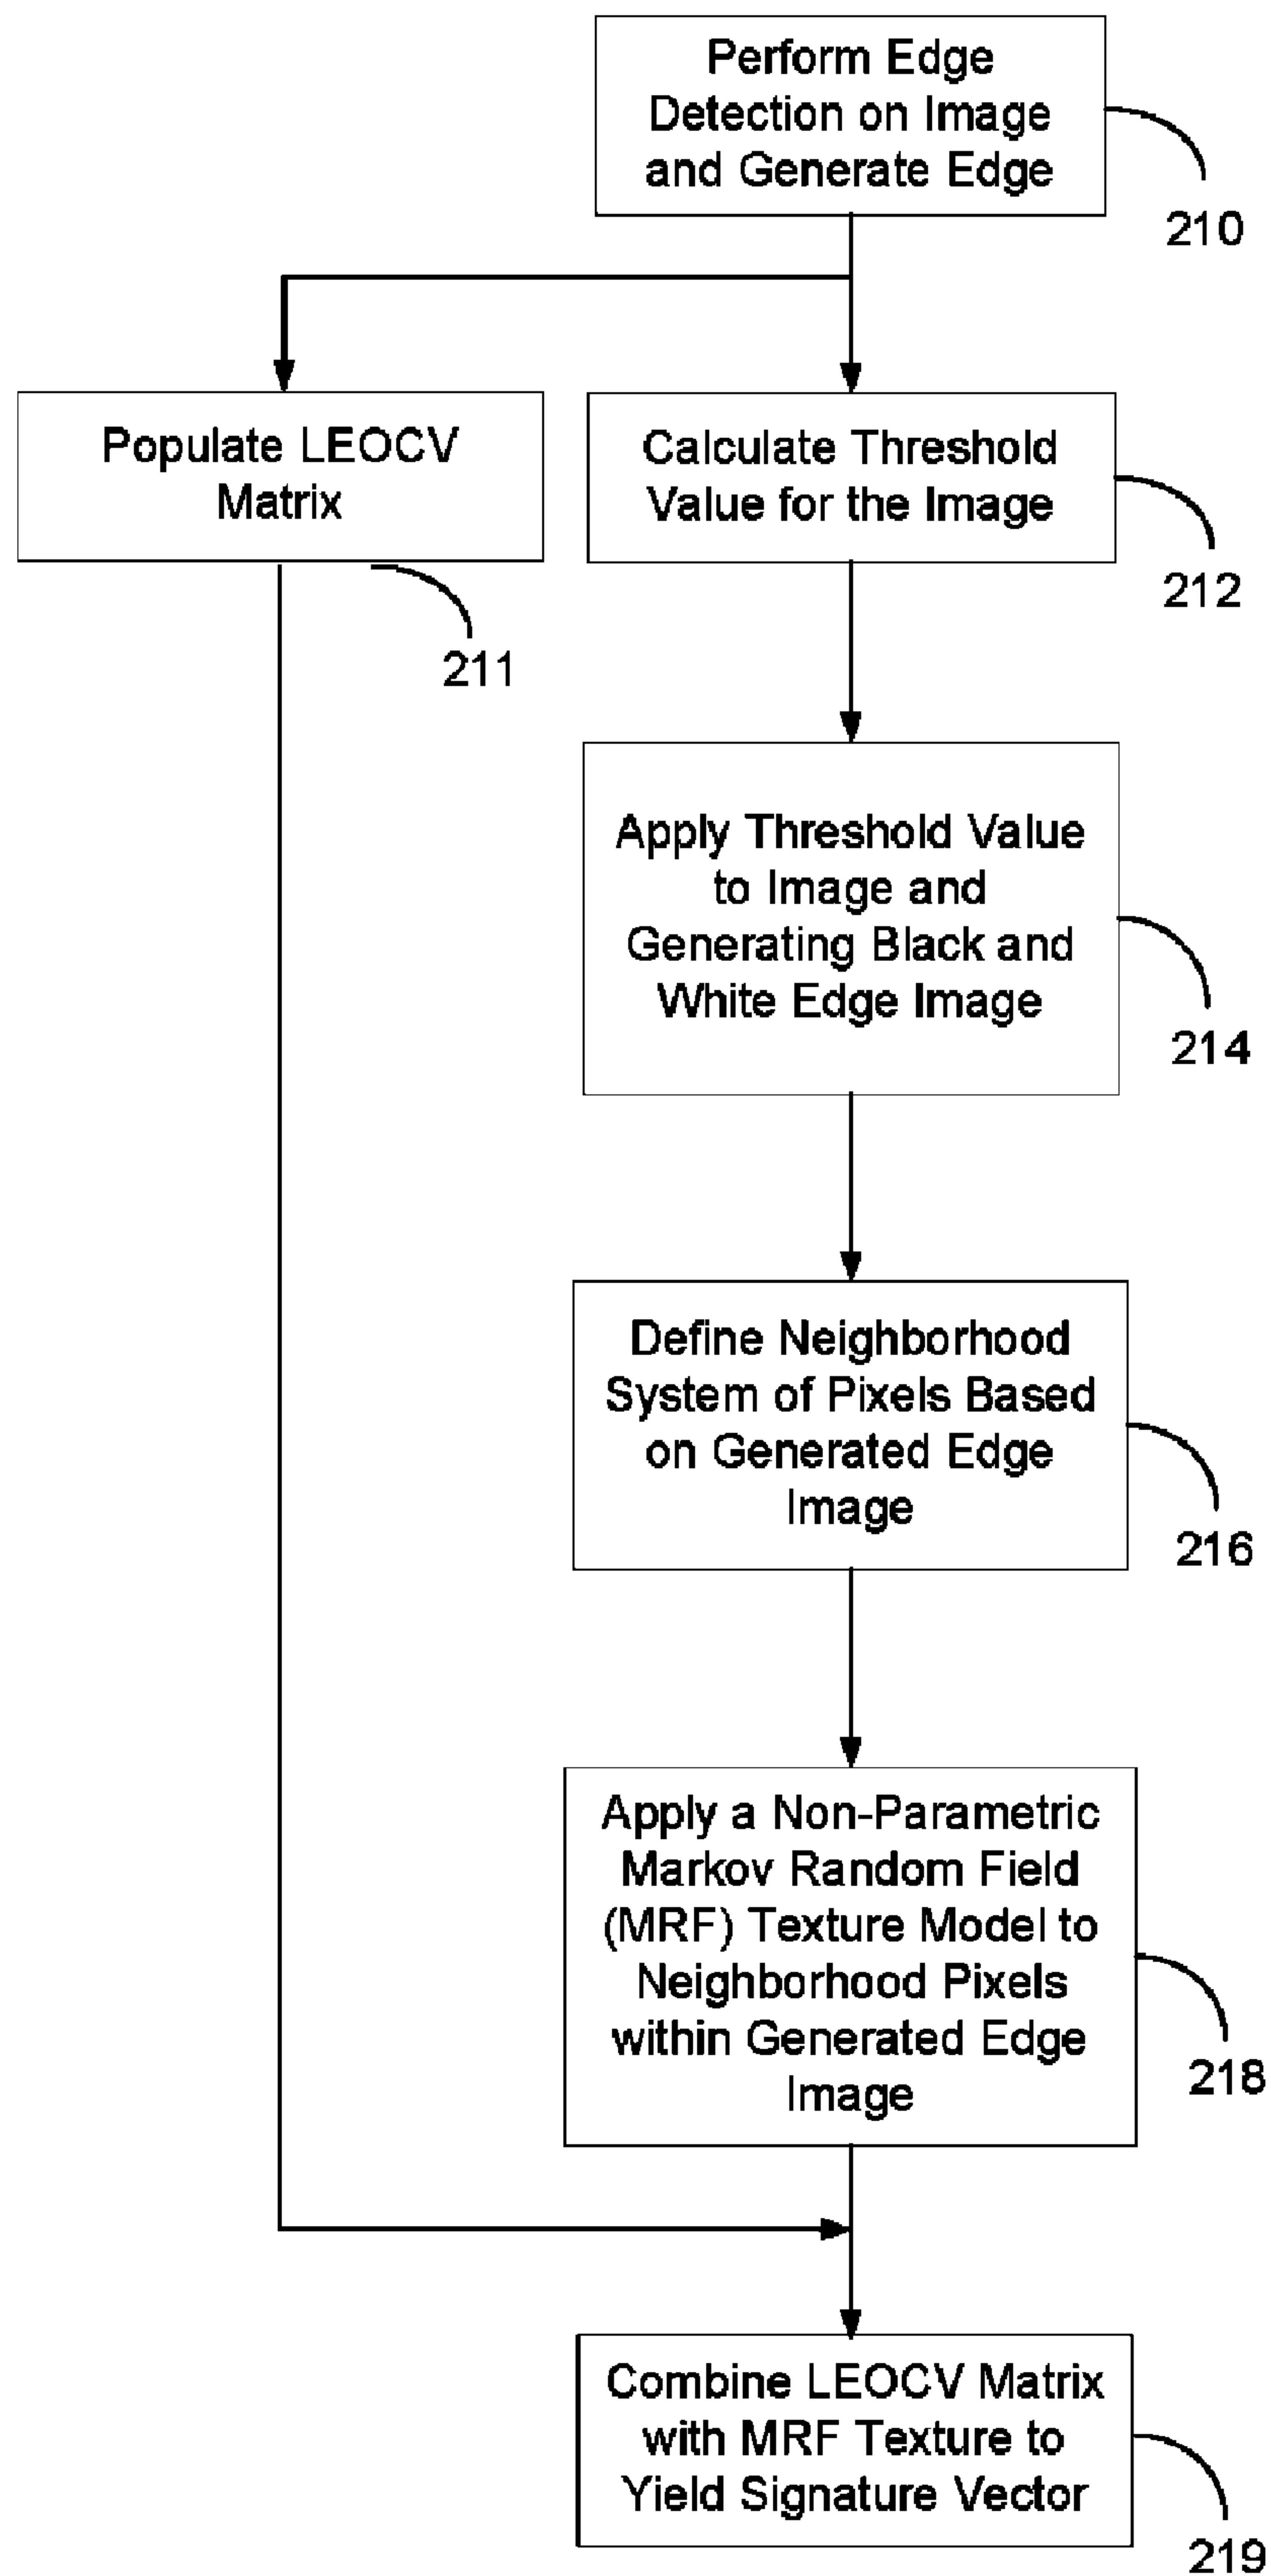 Perform Edge
Detection on Image
and Generate Edge
210
Populate LEOCV
Matrix
211
Calculate Threshold
Value for the Image
212
Apply Threshold Value
to Image and
Generating Black and
White Edge Image
214
Define Neighborhood
System of Pixels Based
on Generated Edge
Image
216
Apply a Non-Parametric
Markov Random Field
(MRF) Texture Model to
Neighborhood Pixels
within Generated Edge
Image
218
Combine LEOCV Matrix
with MRF Texture to
Yield Signature Vector
219